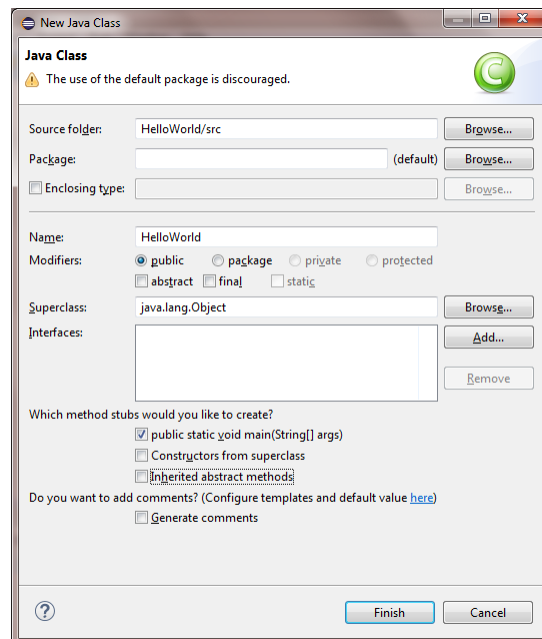 New Java Class
Java Class
The use of the default package is discouraged.
Source folder: HelloWorld/src Browse...
Package: (default) Browse...
Enclosing type: Browse...
Name: HelloWorld
Modifiers: public package private protected
abstract final static
Superclass: java.lang.Object Browse...
Interfaces: Add...
Remove
Which method stubs would you like to create?
public static void main(String[] args)
Constructors from superclass
Inherited abstract methods
Do you want to add comments? (Configure templates and default value here)
Generate comments
? Finish Cancel